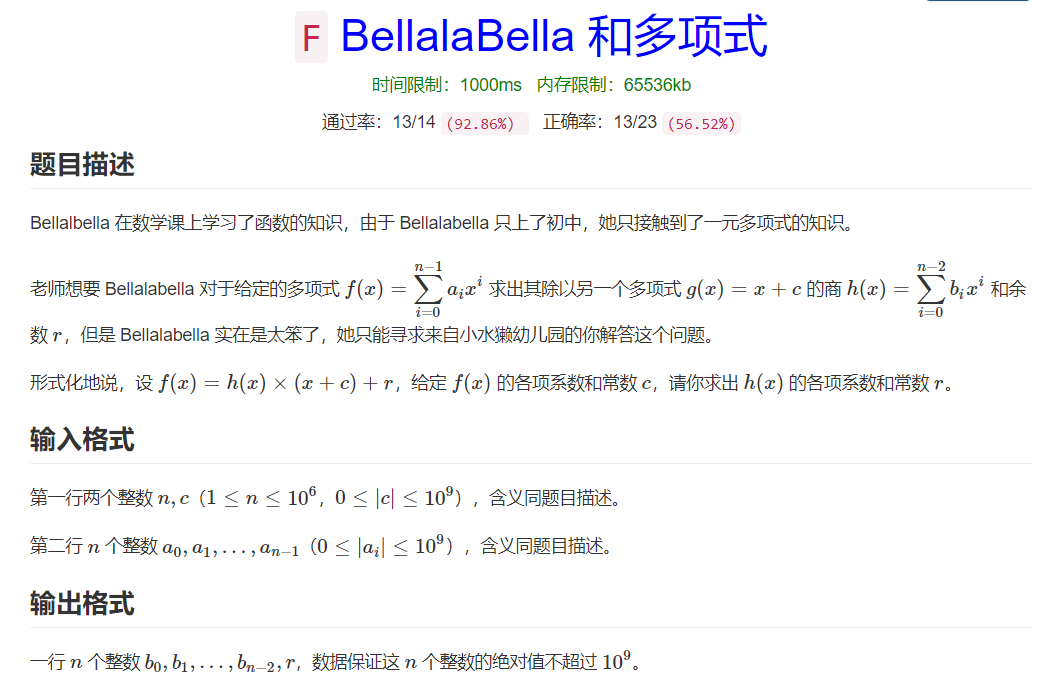 F BellalaBella 和多项式
时间限制：1000ms 内存限制：65536kb
通过率：13/14 (92.86%) 正确率：13/23 (56.52%)
题目描述
Bellalbella 在数学课上学习了函数的知识，由于 Bellalabella 只上了初中，她只接触到了一元多项式的知识。
老师想要 Bellalabella 对于给定的多项式 $f(x) = \sum_{i=0}^{n-1} a_i x^i$ 求出其除以另一个多项式 $g(x) = x + c$ 的商 $h(x) = \sum_{i=0}^{n-2} b_i x^i$ 和余
数 $r$，但是 Bellalabella 实在是太笨了，她只能寻求来自小水獭幼儿园的你解答这个问题。
形式化地说，设 $f(x) = h(x) \times (x + c) + r$，给定 $f(x)$ 的各项系数和常数 $c$，请你求出 $h(x)$ 的各项系数和常数 $r$。
输入格式
第一行两个整数 $n, c$（$1 \le n \le 10^6$，$0 \le |c| \le 10^9$），含义同题目描述。
第二行 $n$ 个整数 $a_0, a_1, \ldots, a_{n-1}$（$0 \le |a_i| \le 10^9$），含义同题目描述。
输出格式
一行 $n$ 个整数 $b_0, b_1, \ldots, b_{n-2}, r$，数据保证这 $n$ 个整数的绝对值不超过 $10^9$。